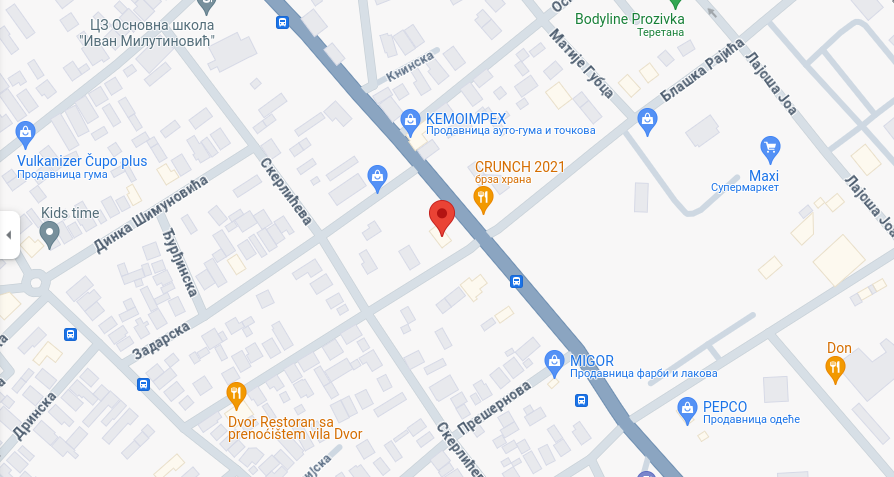 ЦЗ Основна школа
"Иван Милутиновић"
Bodyline Prozivka
Теретана
Матије Губца
Блашка Рајића
Лајоша Јоа
Книнска
KEMOIMPEX
Продавница ауто-гума и точкова
Vulkanizer Čupo plus
Продавница гума
Скерлићева
CRUNCH 2021
брза храна
Maxi
Супермаркет
Лајоша Јоа
Kids time
Динка Шимуновића
Ђурђинска
Задарска
Дринска
Dvor Restoran sa
prenoćištem vila Dvor
Прешернова
Скерлићева
MIGOR
Продавница фарби и лакова
Don
PEPCO
Продавница одеће